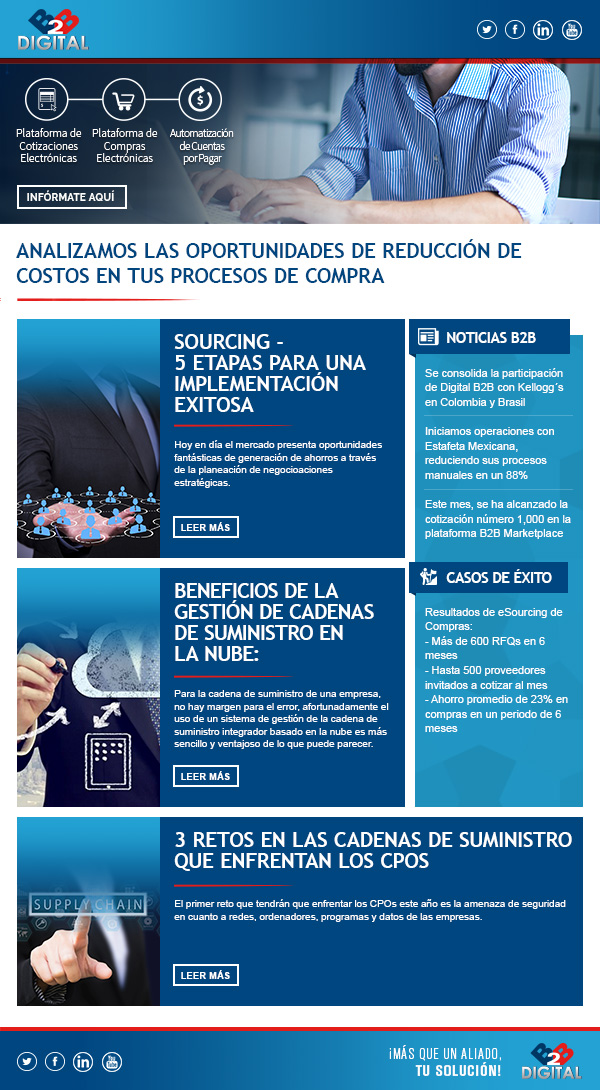 B2B
DIGITAL
Plataforma de
Cotizaciones
Electrónicas
Plataforma de
Compras
Electrónicas
Automatización
de Cuentas
por Pagar
INFÓRMATE AQUÍ
ANALIZAMOS LAS OPORTUNIDADES DE REDUCCIÓN DE
COSTOS EN TUS PROCESOS DE COMPRA
SOURCING -
5 ETAPAS PARA UNA
IMPLEMENTACIÓN
EXITOSA
Hoy en día el mercado presenta oportunidades
fantásticas de generación de ahorros a través
de la planeación de negocioaciones
estratégicas.
LEER MÁS
NOTICIAS B2B
Se consolida la participación
de Digital B2B con Kellogg´s
en Colombia y Brasil
Iniciamos operaciones con
Estafeta Mexicana,
reduciendo sus procesos
manuales en un 88%
Este mes, se ha alcanzado la
cotización número 1,000 en la
plataforma B2B Marketplace
CASOS DE ÉXITO
Resultados de eSourcing de
Compras:
- Más de 600 RFQs en 6
meses
- Hasta 500 proveedores
invitados a cotizar al mes
- Ahorro promedio de 23% en
compras en un periodo de 6
meses
BENEFICIOS DE LA
GESTIÓN DE CADENAS
DE SUMINISTRO EN
LA NUBE:
Para la cadena de suministro de una empresa,
no hay margen para el error, afortunadamente el
uso de un sistema de gestión de la cadena de
suministro integrador basado en la nube es más
sencillo y ventajoso de lo que puede parecer.
LEER MÁS
SUPPLY CHAIN
3 RETOS EN LAS CADENAS DE SUMINISTRO
QUE ENFRENTAN LOS CPOS
El primer reto que tendrán que enfrentar los CPOs este año es la amenaza de seguridad
en cuanto a redes, ordenadores, programas y datos de las empresas.
LEER MÁS
¡MÁS QUE UN ALIADO,
TU SOLUCIÓN!
B2B
DIGITAL